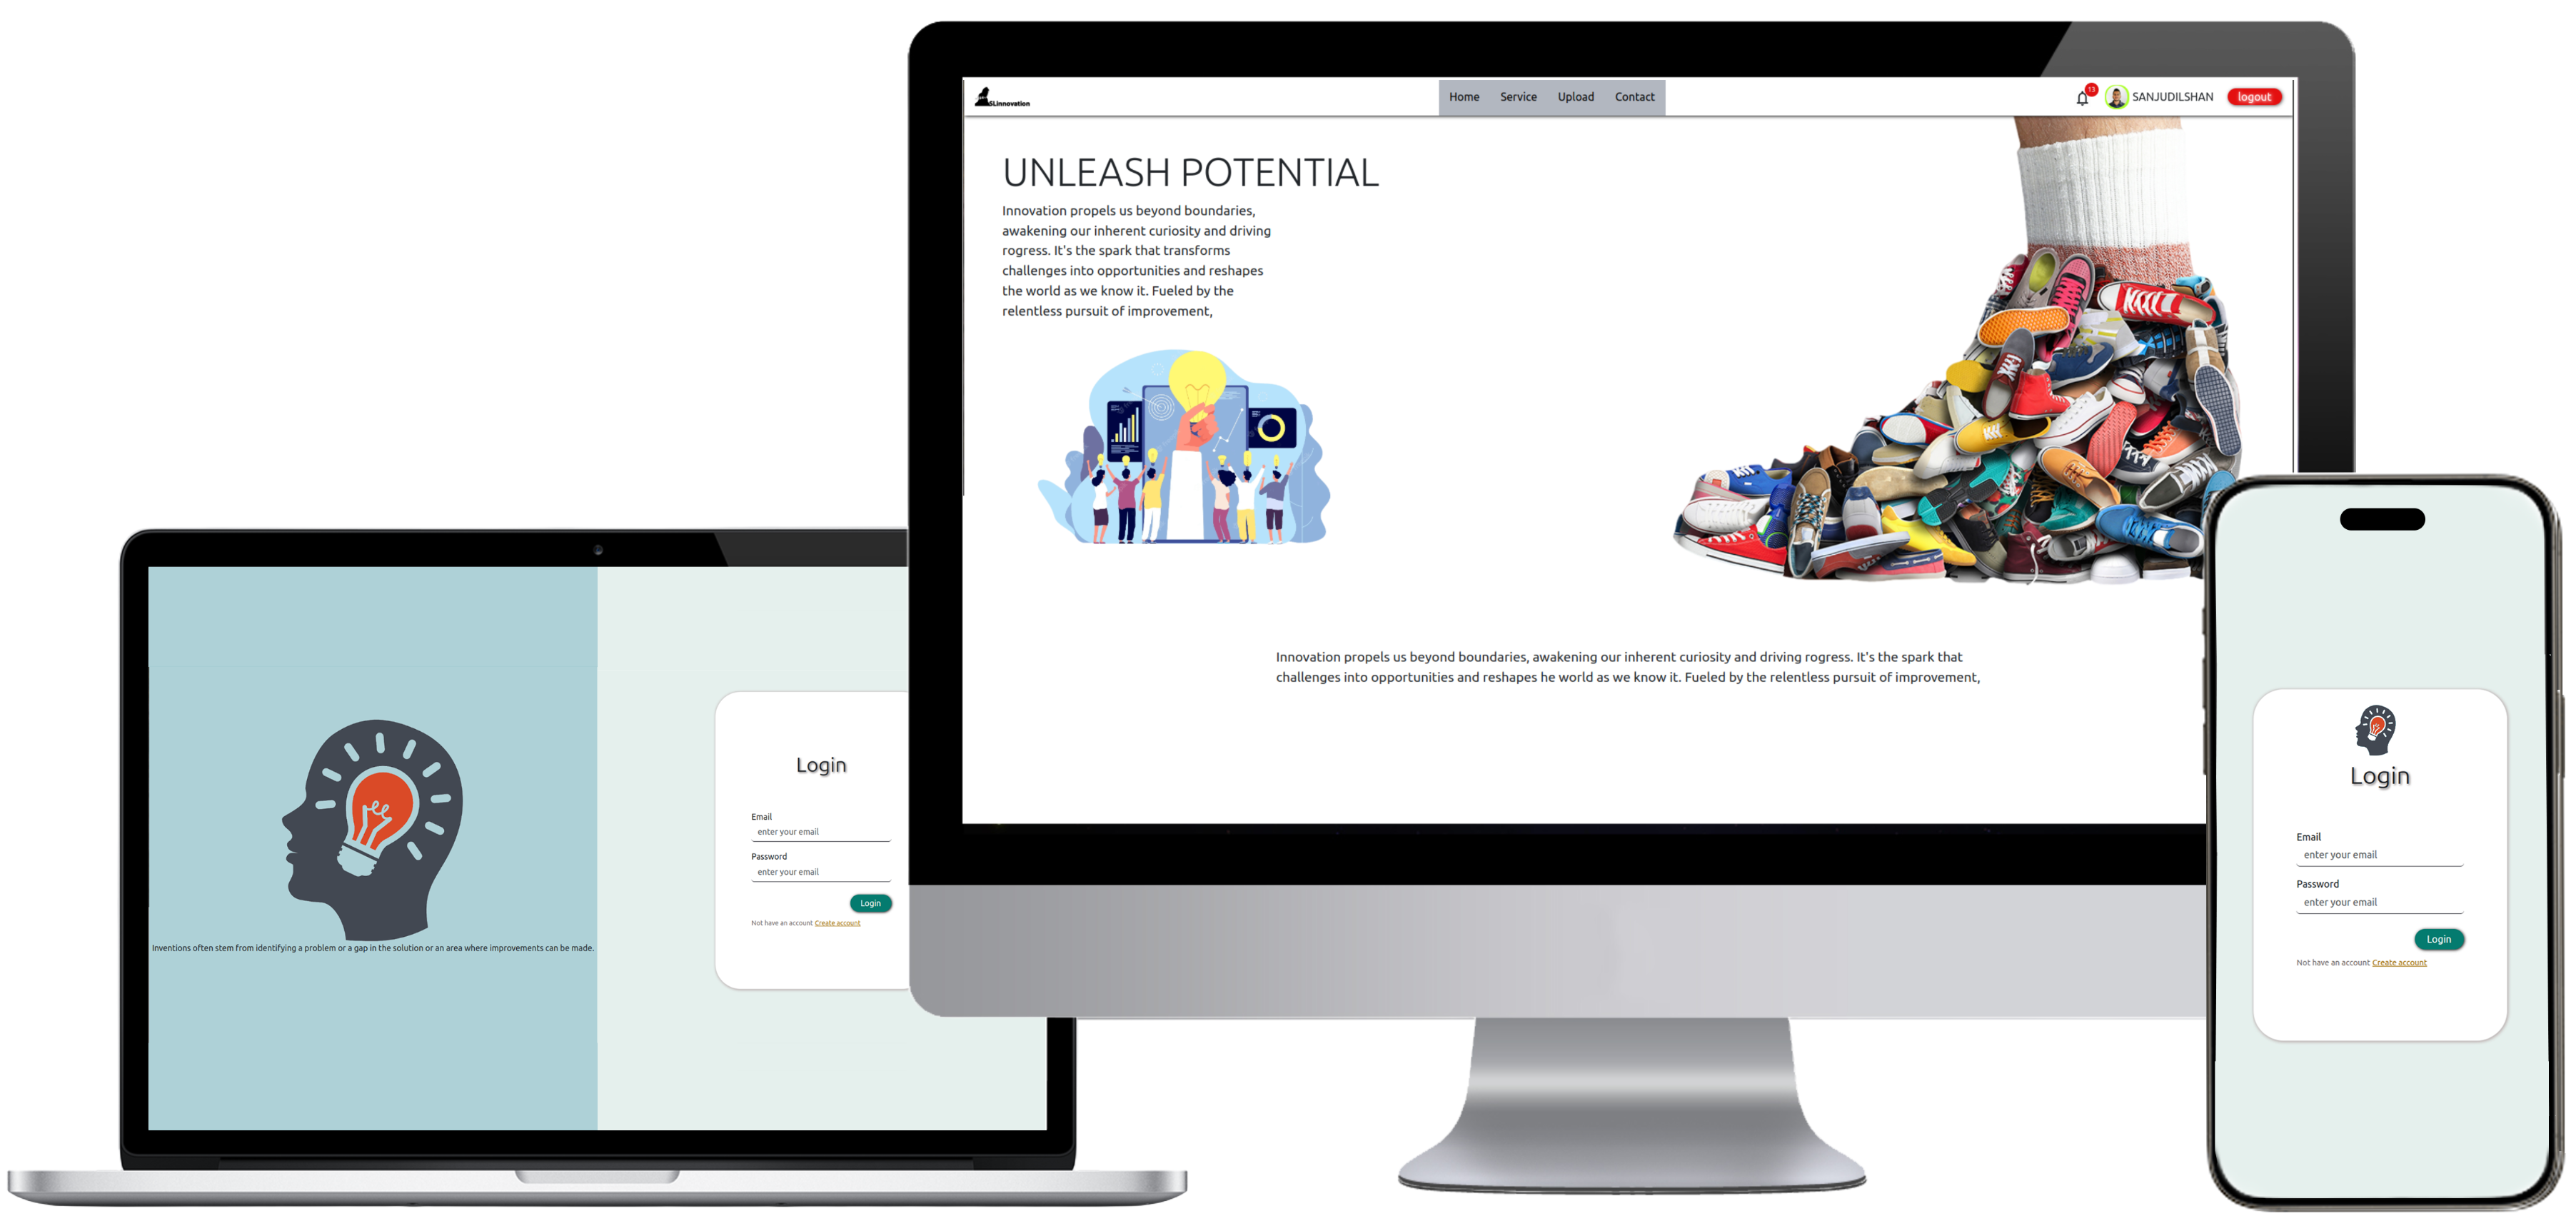 SLinnovation
Home Service Upload Contact
13
SANJUDILSHAN
logout
UNLEASH POTENTIAL
Innovation propels us beyond boundaries,
awakening our inherent curiosity and driving
rogress. It's the spark that transforms
challenges into opportunities and reshapes
the world as we know it. Fueled by the
relentless pursuit of improvement,
Innovation propels us beyond boundaries, awakening our inherent curiosity and driving rogress. It's the spark that
challenges into opportunities and reshapes he world as we know it. Fueled by the relentless pursuit of improvement,
Inventions often stem from identifying a problem or a gap in the solution or an area where improvements can be made.
Login
Email
enter your email
Password
enter your email
Login
Not have an account Create account
Login
Email
enter your email
Password
enter your email
Login
Not have an account Create account